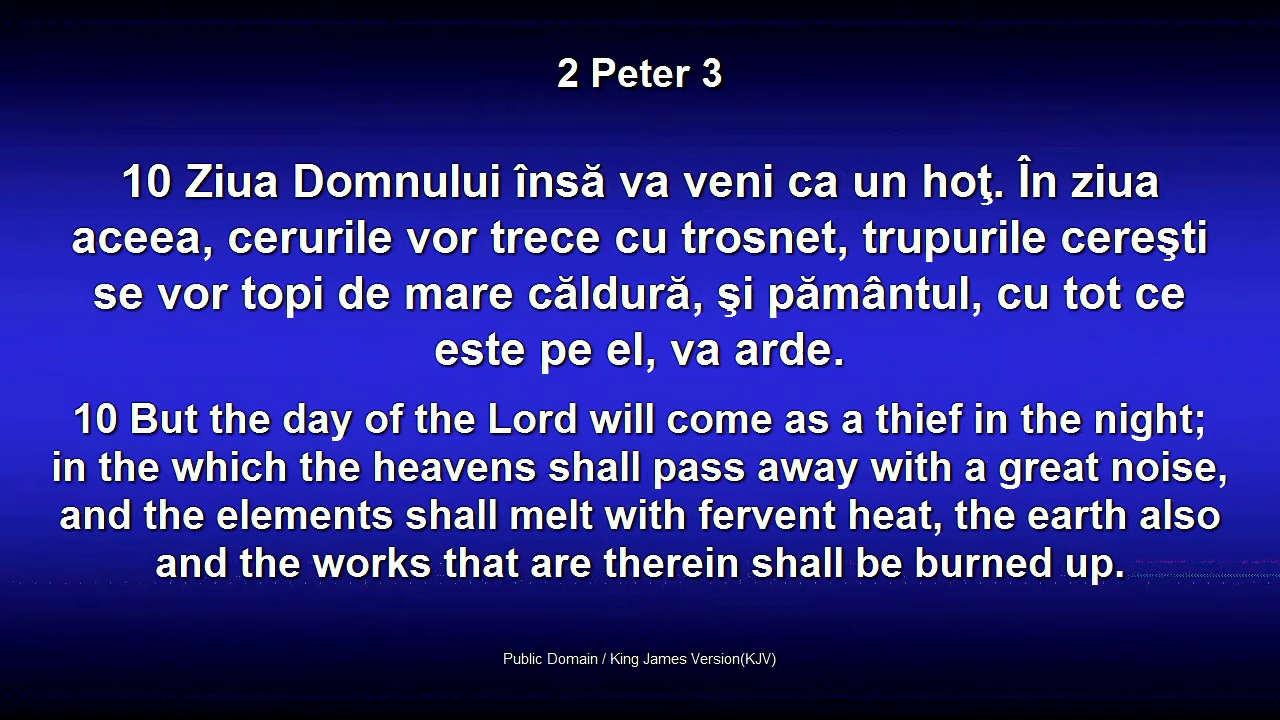 2 Peter 3
10 Ziua Domnului însă va veni ca un hoţ. În ziua
aceea, cerurile vor trece cu trosnet, trupurile cereşti
se vor topi de mare căldură, şi pământul, cu tot ce
este pe el, va arde.
10 But the day of the Lord will come as a thief in the night;
in the which the heavens shall pass away with a great noise,
and the elements shall melt with fervent heat, the earth also
and the works that are therein shall be burned up.
Public Domain / King James Version(KJV)